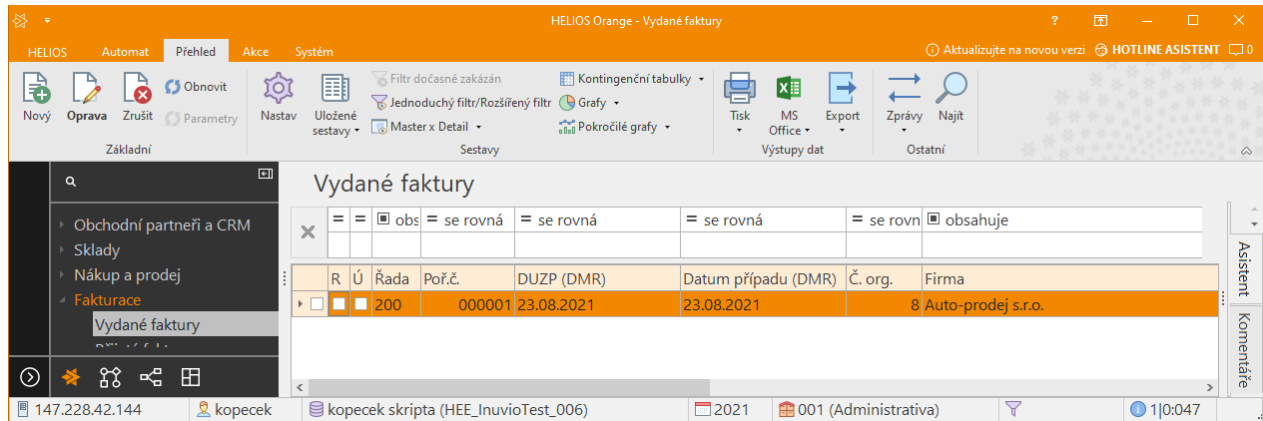 HELIOS Orange - Vydané faktury
?
HELIOS Automat Přehled Akce Systém
Aktualizujte na novou verzi HOTLINE ASISTENT 0
Nový
Oprava
Zrušit
Obnovit
Parametry
Základní
Nastav
Uložené
sestavy
Filtr dočasně zakázán
Jednoduchý filtr/Rozšířený filtr
Master x Detail
Kontingenční tabulky
Grafy
Pokročilé grafy
Sestavy
Tisk
MS
Office
Export
Výstupy dat
Zprávy
Najít
Ostatní
Obchodní partneři a CRM
Sklady
Nákup a prodej
Fakturace
Vydané faktury
Vydané faktury
= = obs = se rovná = se rovná = se rovná = se rovn obsahuje
R Ú Řada Poř.č. DUZP (DMR) Datum případu (DMR) Č. org. Firma
200 000001 23.08.2021 23.08.2021 8 Auto-prodej s.r.o.
Asistent
Komentáře
147.228.42.144 kopecek kopecek skripta (HEE_InuvioTest_006) 2021 001 (Administrativa) 1|0:047